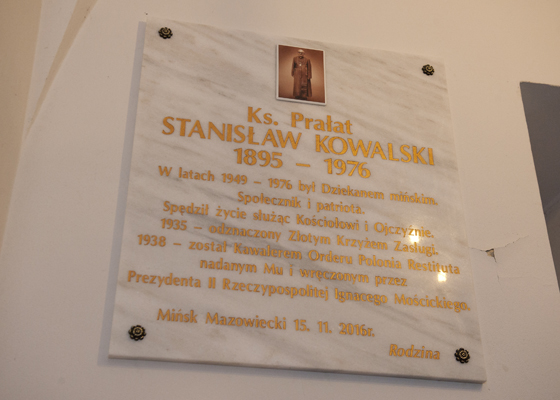 Ks. Prałat
STANISŁAW KOWALSKI
1895 – 1976
W latach 1949 – 1976 był Dziekanem mińskim.
Społecznik i patriota.
Spędził życie służąc Kościołowi i Ojczyźnie.
1935 – odznaczony Złotym Krzyżem Zasługi.
1938 – został Kawalerem Orderu Polonia Restituta
nadanym Mu i wręczonym przez
Prezydenta II Rzeczypospolitej Ignacego Mościckiego.
Mińsk Mazowiecki 15. 11. 2016r.
Rodzina